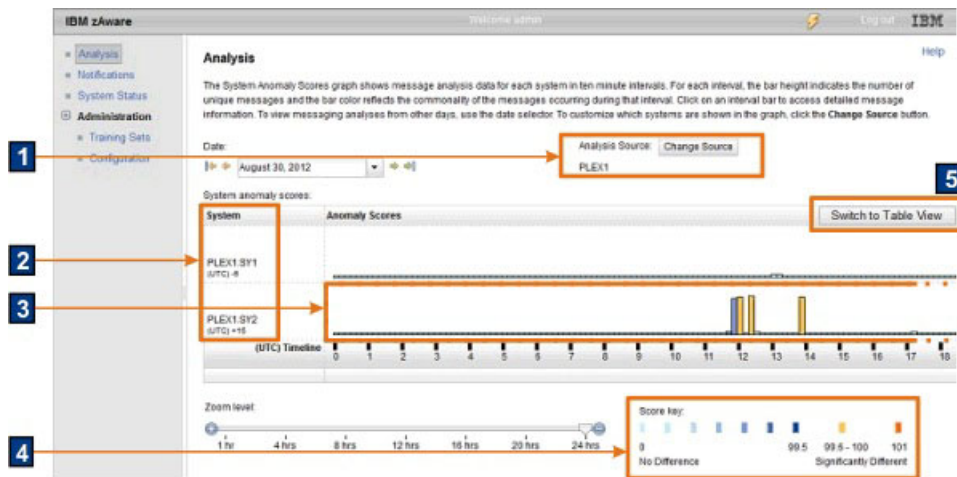 IBM zAware
Welcome admin
Log out
IBM
Analysis
Notifications
System Status
Administration
Training Sets
Configuration
Help
Analysis
The System Anomaly Scores graph shows message analysis data for each system in ten minute intervals. For each interval, the bar height indicates the number of
unique messages and the bar color reflects the commonality of the messages occurring during that interval. Click on an interval bar to access detailed message
information. To view messaging analyses from other days, use the date selector. To customize which systems are shown in the graph, click the Change Source button.
1
Date:
August 30, 2012
Analysis Source: Change Source
PLEX1
5
System anomaly scores:
System Anomaly Scores Switch to Table View
2
PLEX1.SY1
(UTC) -6
3
PLEX1.SY2
(UTC) +16
(UTC) Timeline 0 1 2 3 4 5 6 7 8 9 10 11 12 13 14 15 16 17 18
Zoom level:
1 hr 4 hrs 8 hrs 12 hrs 16 hrs 20 hrs 24 hrs
4
Score key:
0 99.5 99.6 - 100 101
No Difference Significantly Different